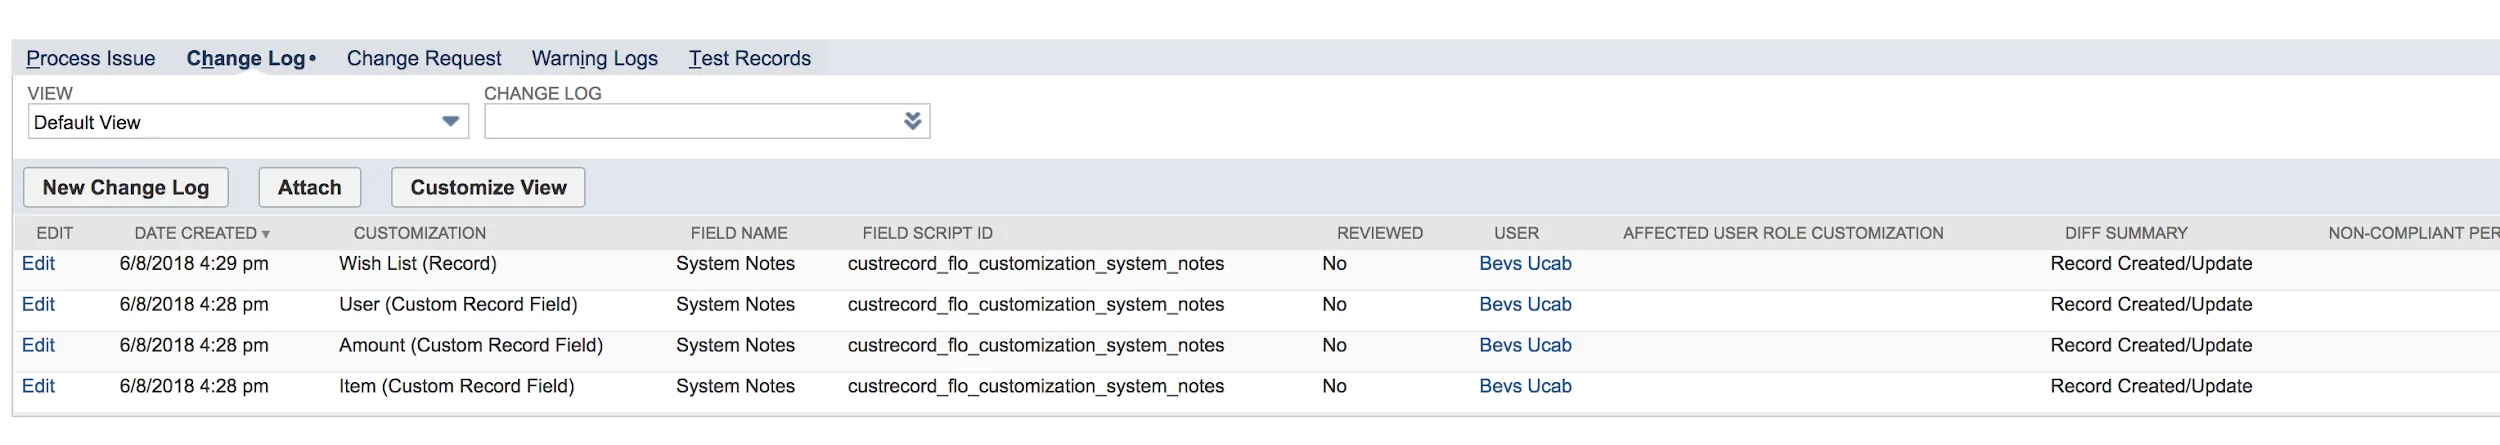 Process Issue Change Log • Change Request Warning Logs Test Records
VIEW CHANGE LOG
Default View
New Change Log Attach Customize View
EDIT DATE CREATED ▼ CUSTOMIZATION FIELD NAME FIELD SCRIPT ID REVIEWED USER AFFECTED USER ROLE CUSTOMIZATION DIFF SUMMARY NON-COMPLIANT PER
Edit 6/8/2018 4:29 pm Wish List (Record) System Notes custrecord_flo_customization_system_notes No Bevs Ucab Record Created/Update
Edit 6/8/2018 4:28 pm User (Custom Record Field) System Notes custrecord_flo_customization_system_notes No Bevs Ucab Record Created/Update
Edit 6/8/2018 4:28 pm Amount (Custom Record Field) System Notes custrecord_flo_customization_system_notes No Bevs Ucab Record Created/Update
Edit 6/8/2018 4:28 pm Item (Custom Record Field) System Notes custrecord_flo_customization_system_notes No Bevs Ucab Record Created/Update